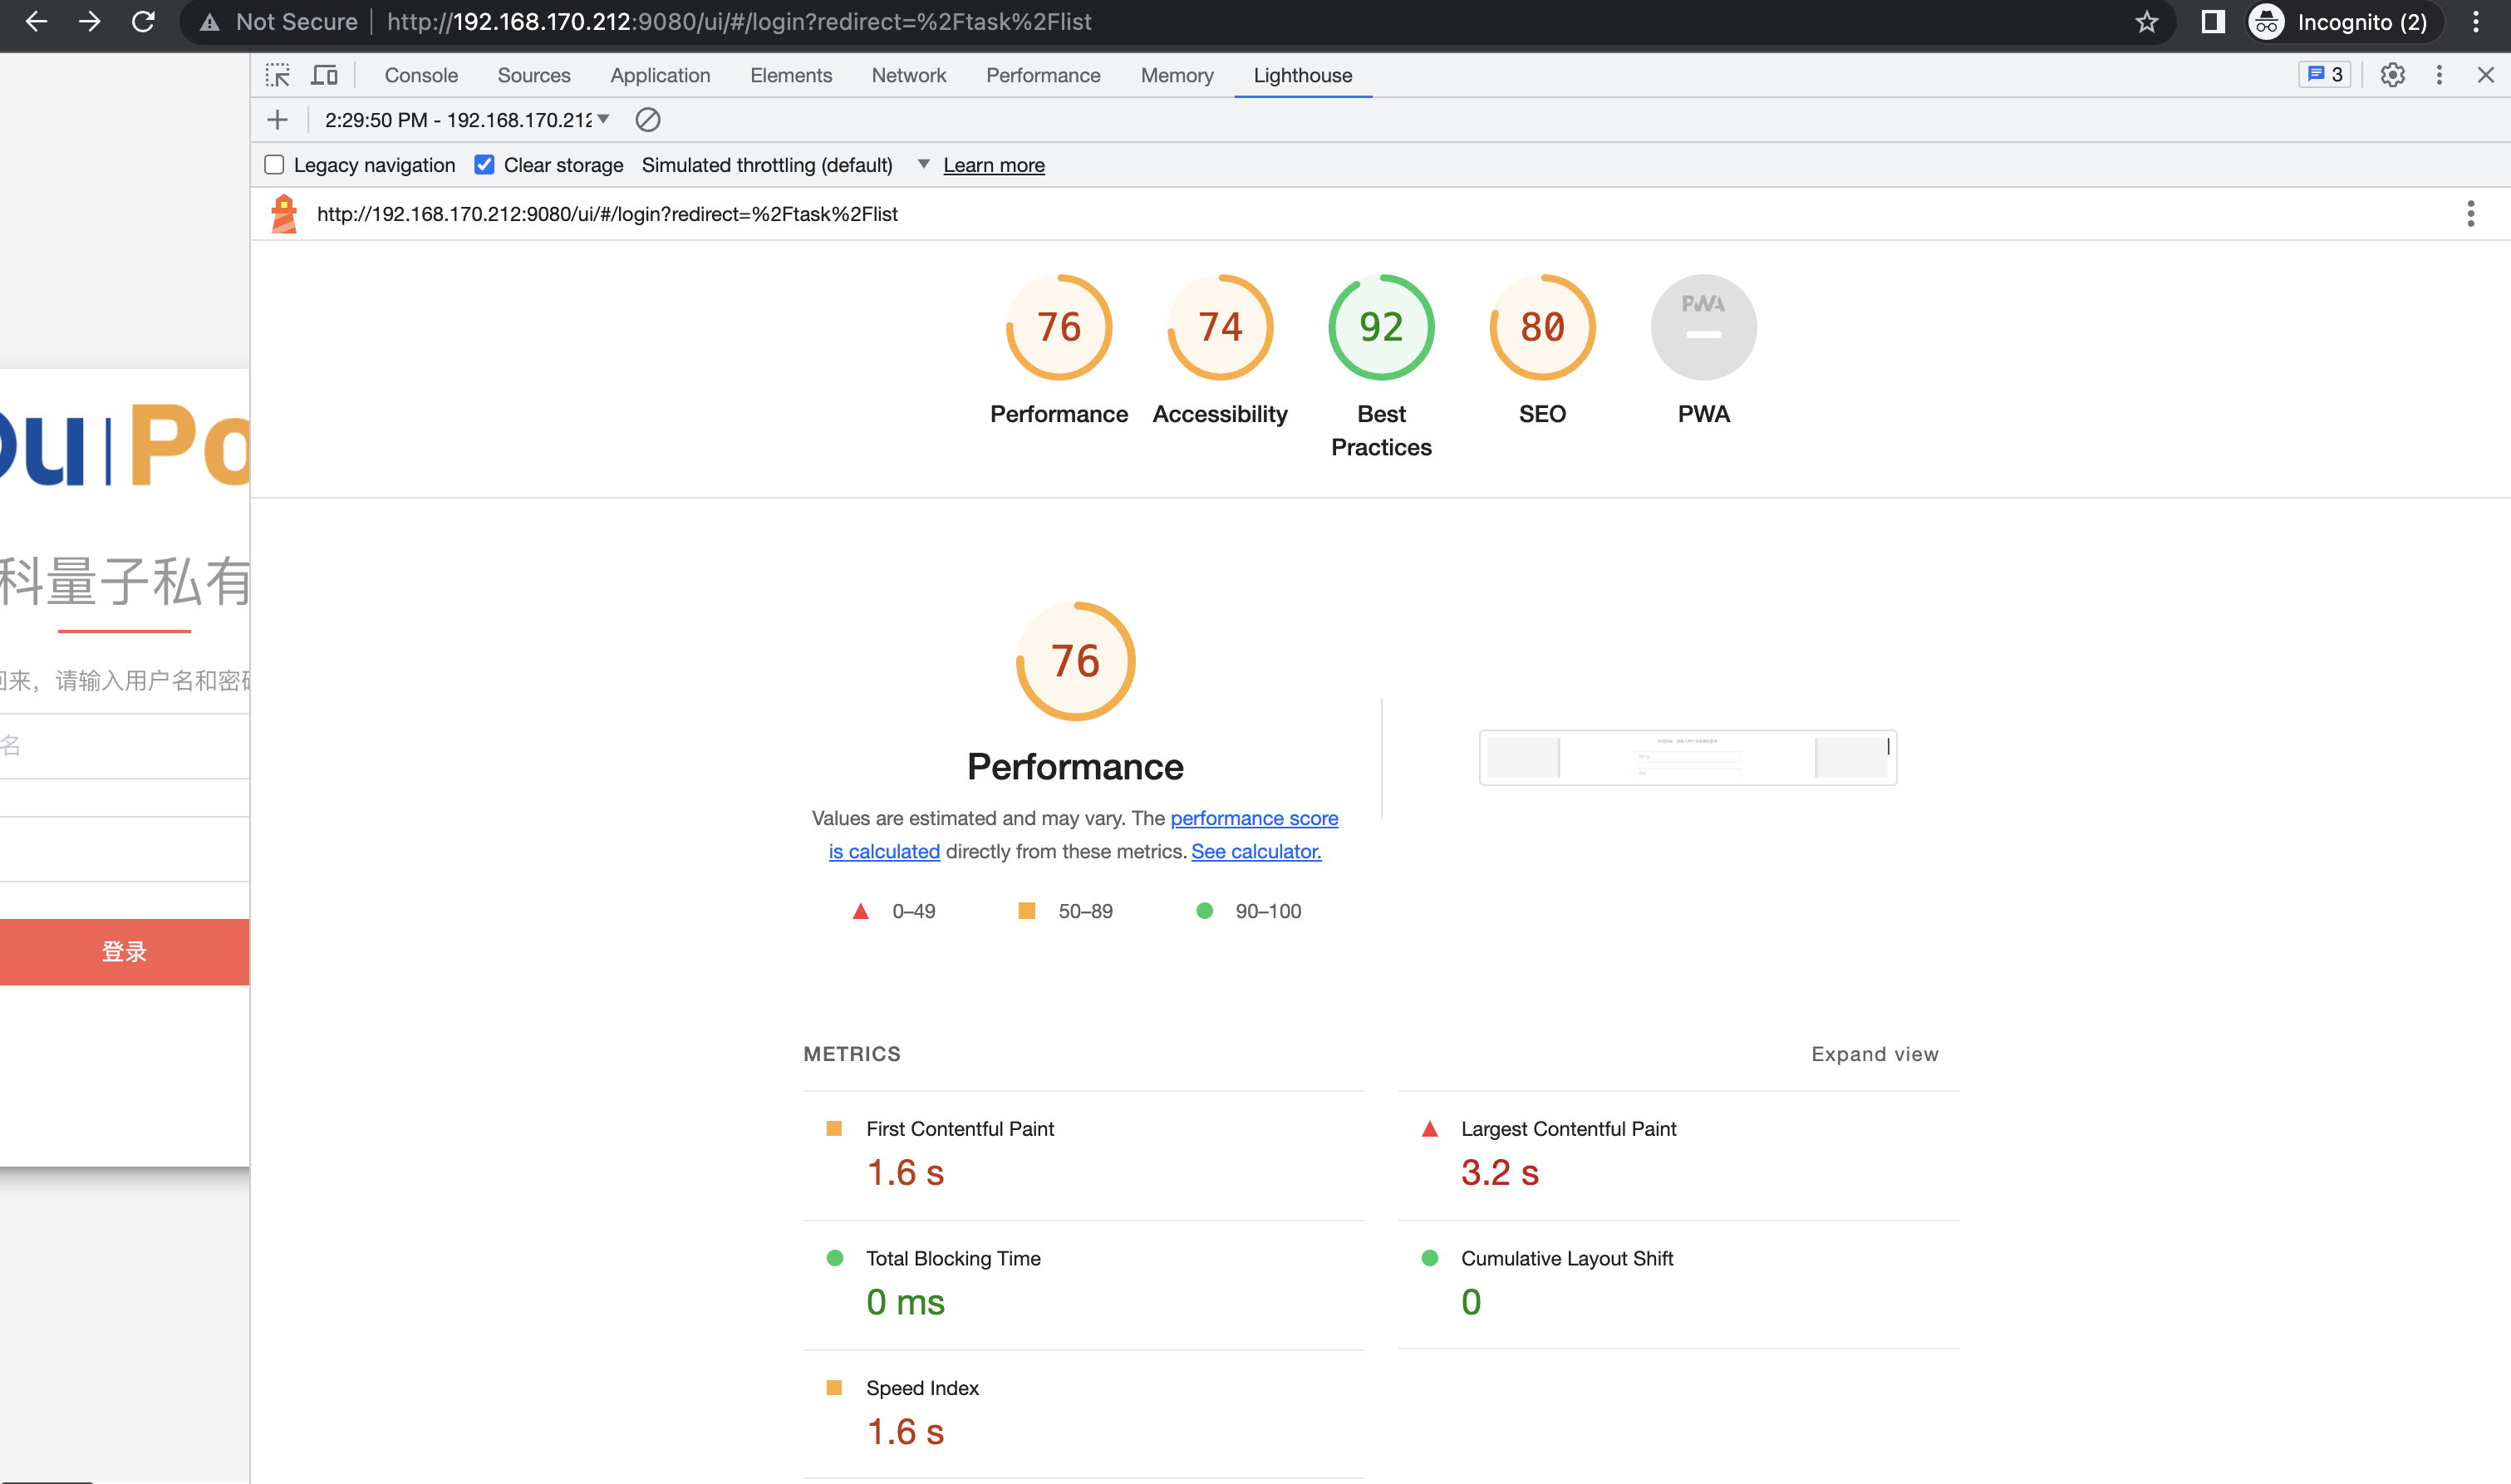 Not Secure http://192.168.170.212:9080/ui/#/login?redirect=%2Ftask%2Flist Incognito (2)
Console Sources Application Elements Network Performance Memory Lighthouse 3
2:29:50 PM - 192.168.170.212
Legacy navigation Clear storage Simulated throttling (default) Learn more
http://192.168.170.212:9080/ui/#/login?redirect=%2Ftask%2Flist
76 74 92 80 PWA
Performance Accessibility Best Practices SEO PWA
u|Po
科量子私有
回来，请输入用户名和密码
名
登录
76
Performance
Values are estimated and may vary. The performance score
is calculated directly from these metrics. See calculator.
0–49 50–89 90–100
METRICS Expand view
First Contentful Paint
1.6 s
Largest Contentful Paint
3.2 s
Total Blocking Time
0 ms
Cumulative Layout Shift
0
Speed Index
1.6 s